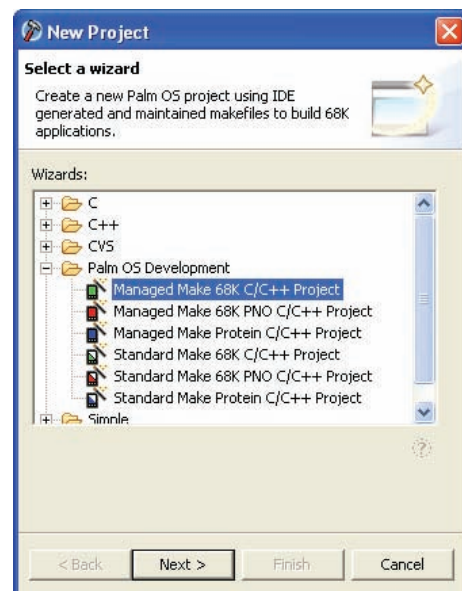 New Project
Select a wizard
Create a new Palm OS project using IDE
generated and maintained makefiles to build 68K
applications.
Wizards:
C
C++
CVS
Palm OS Development
Managed Make 68K C/C++ Project
Managed Make 68K PNO C/C++ Project
Managed Make Protein C/C++ Project
Standard Make 68K C/C++ Project
Standard Make 68K PNO C/C++ Project
Standard Make Protein C/C++ Project
Simple
?
< Back
Next >
Finish
Cancel